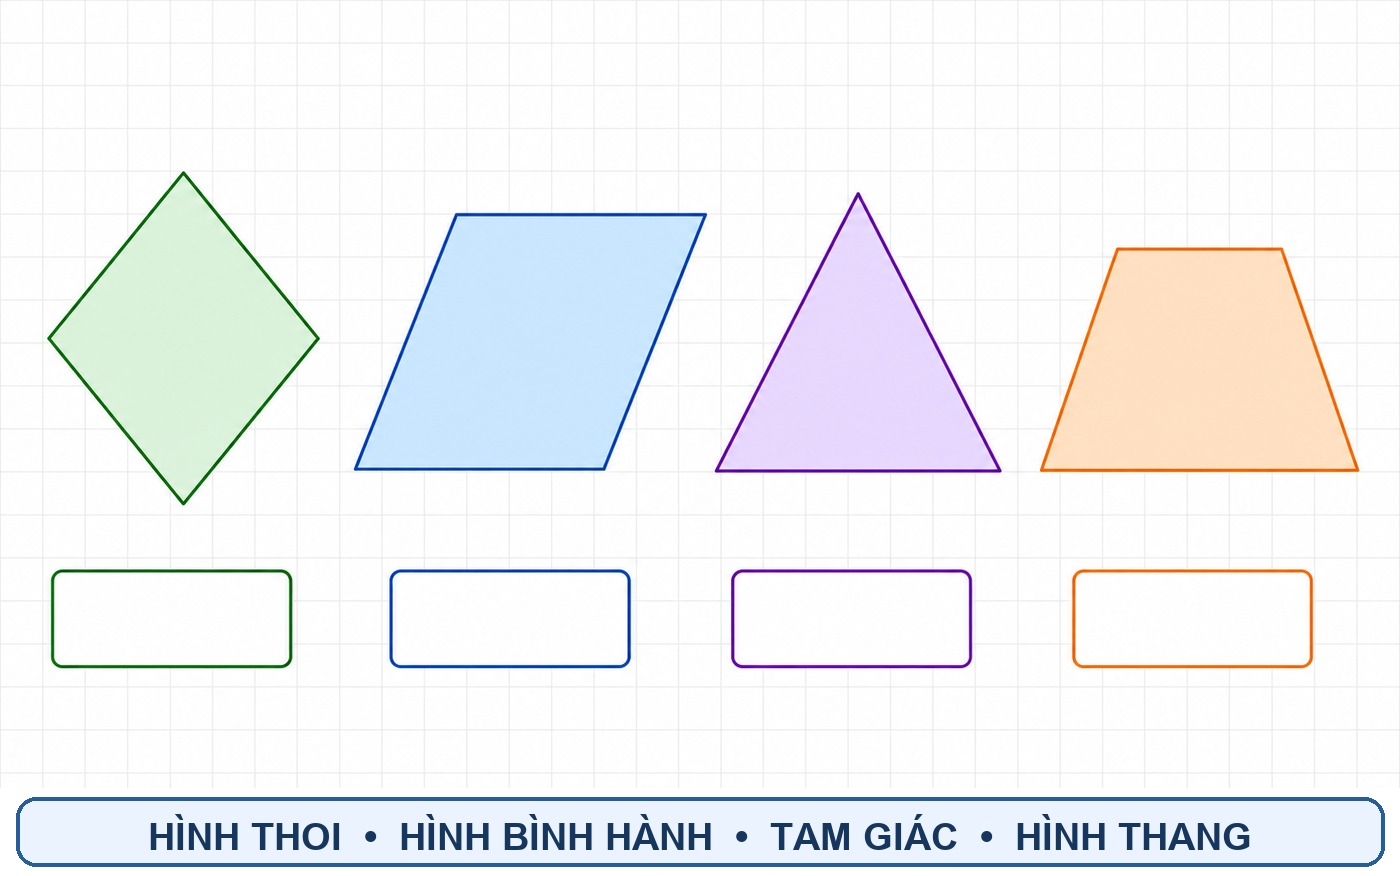 HÌNH THOI • HÌNH BÌNH HÀNH • TAM GIÁC • HÌNH THANG